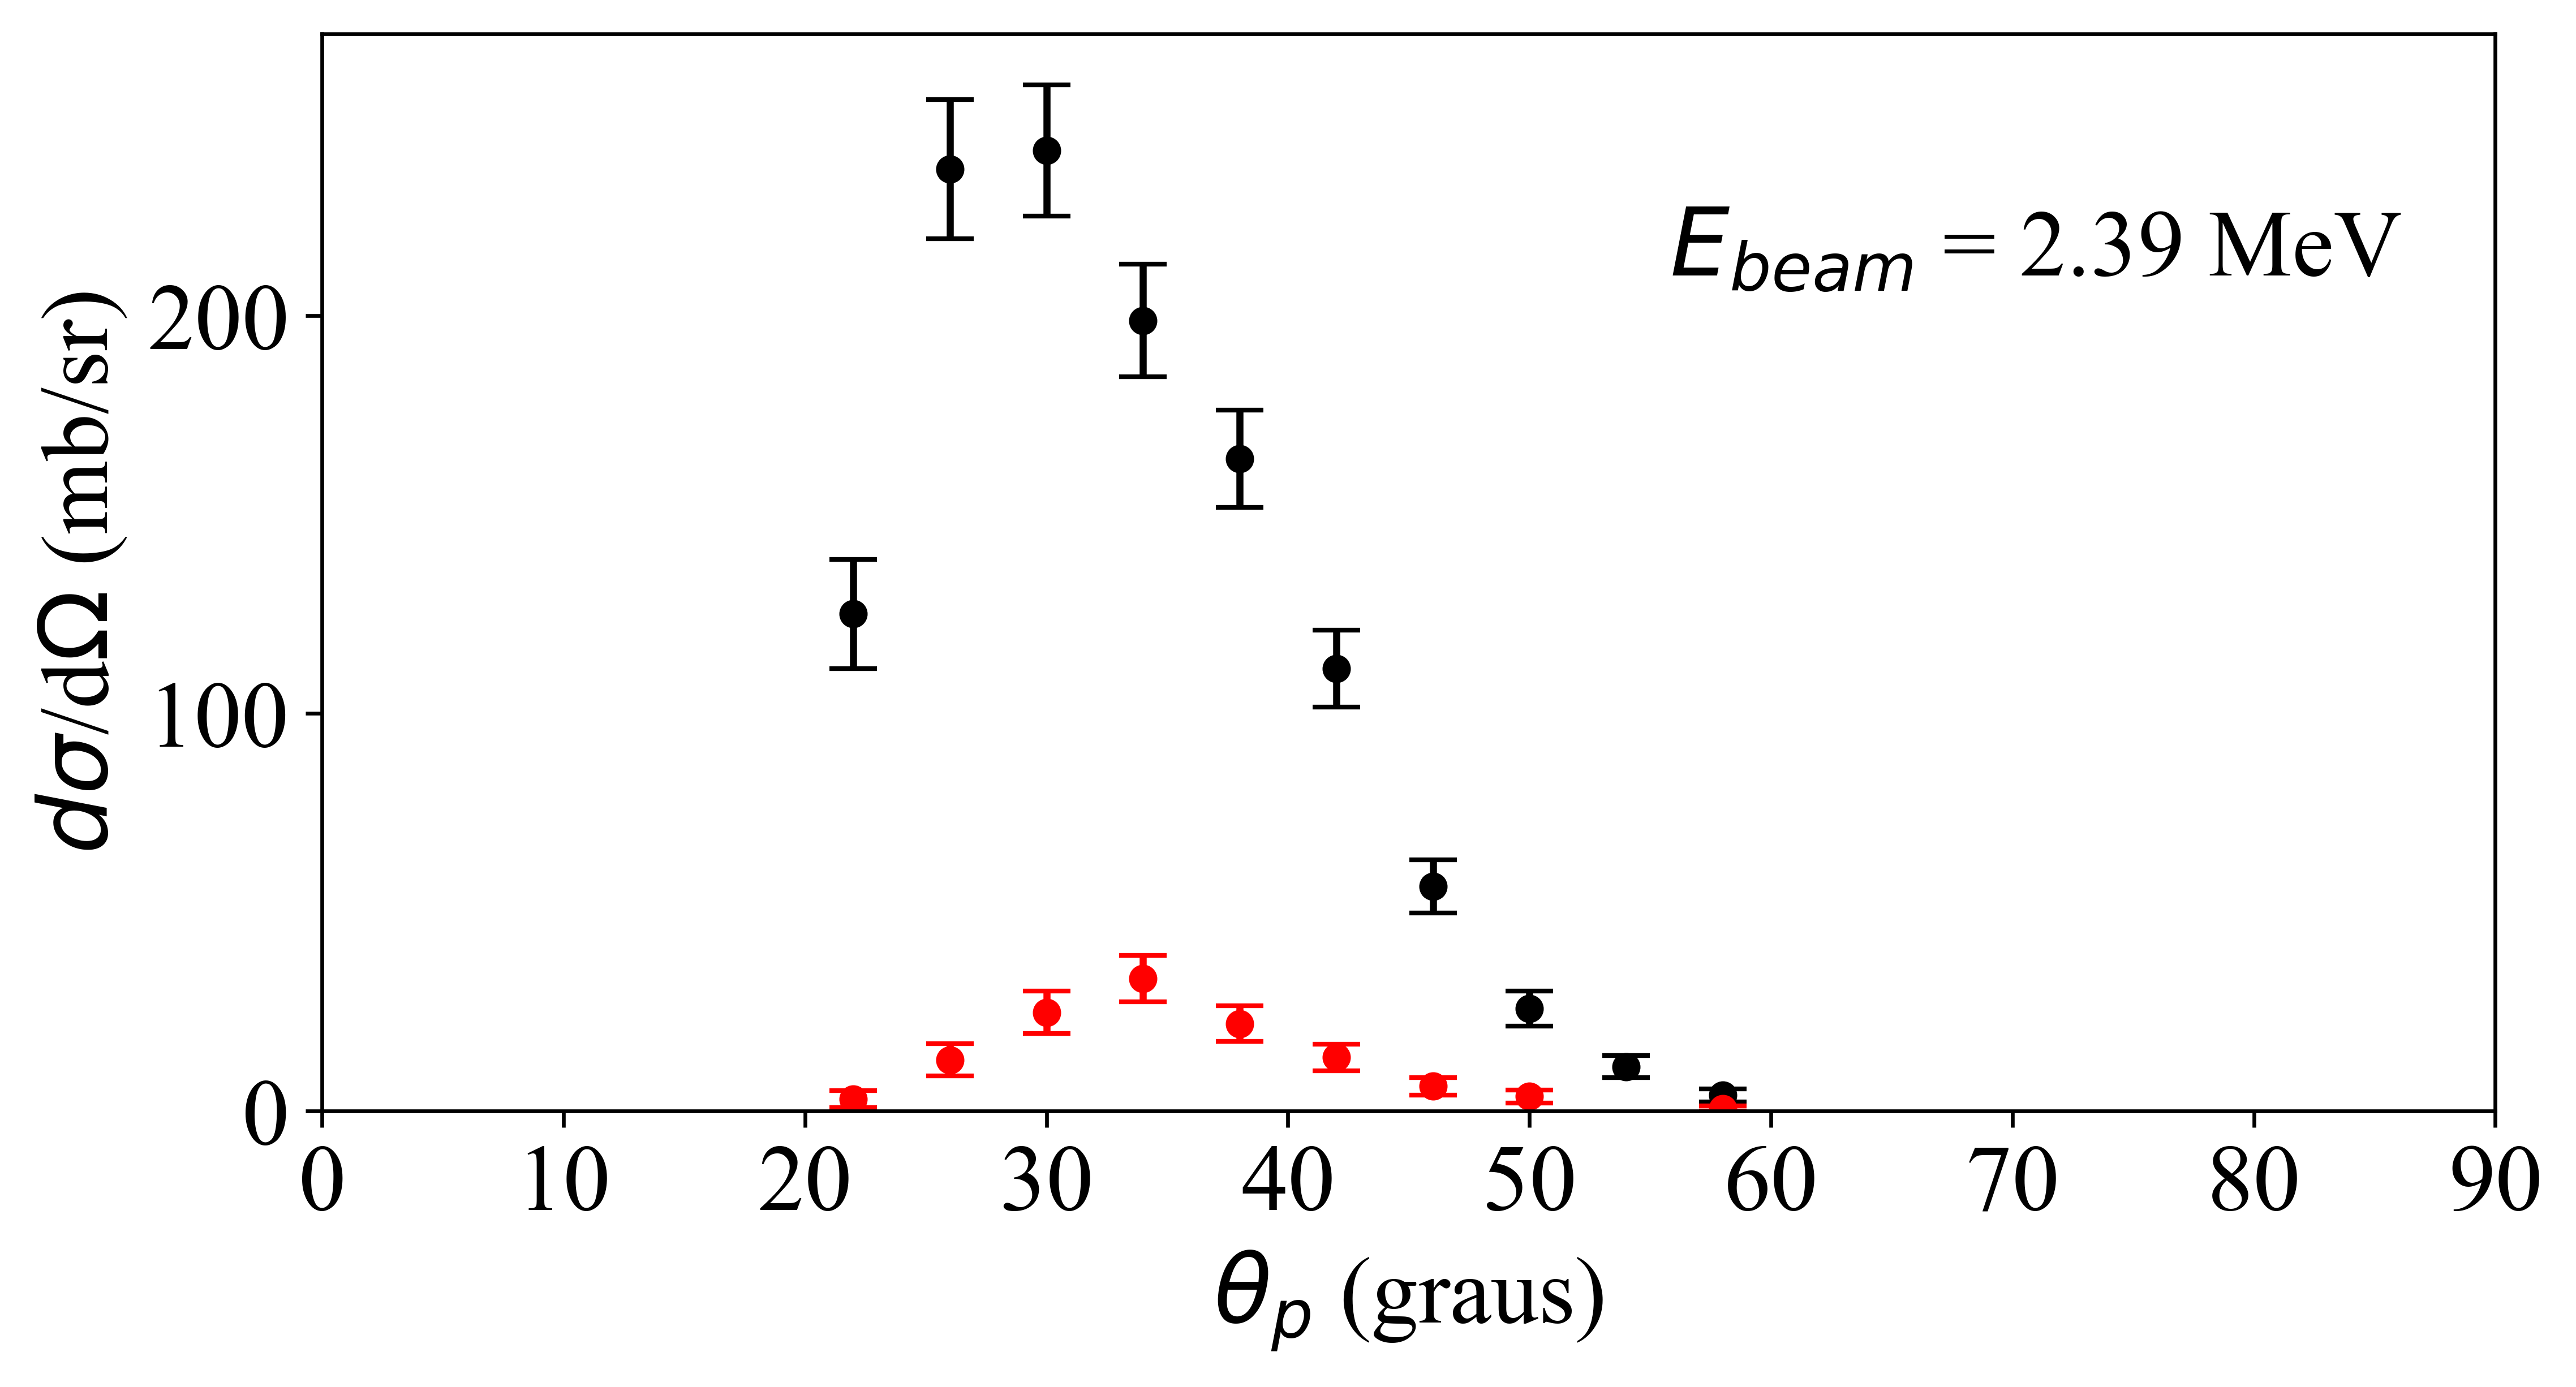 dσ/dΩ (mb/sr)
200
100
0
E_beam = 2.39 MeV
0 10 20 30 40 50 60 70 80 90
θ_p (graus)